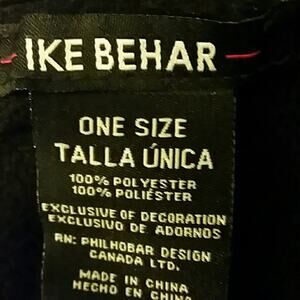 IKE BEHAR
ONE SIZE
TALLA ÚNICA
100% POLYESTER
100% POLIÉSTER
EXCLUSIVE OF DECORATION
EXCLUSIVO DE ADORNOS
RN: PHILHOBAR DESIGN
CANADA LTD.
MADE IN CHINA
HECHO EN CHINA